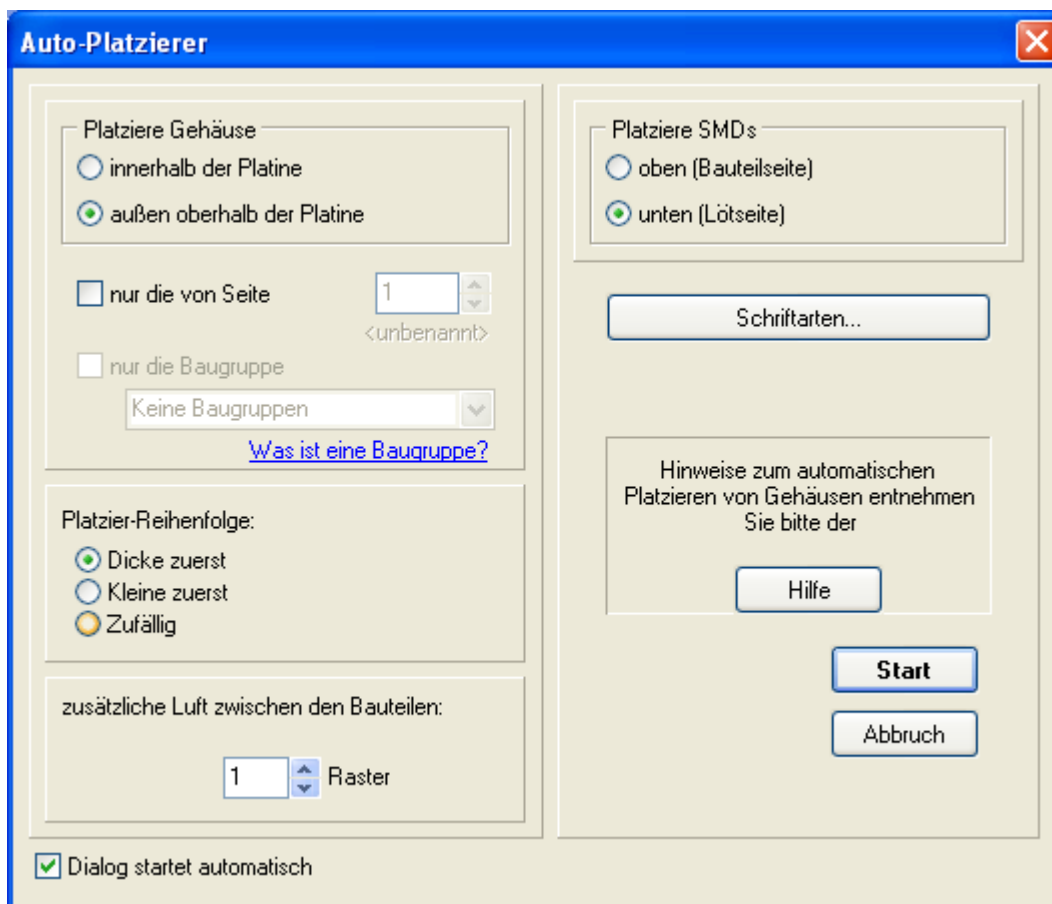 Auto-Platzierer
Platziere Gehäuse
innerhalb der Platine
außen oberhalb der Platine
nur die von Seite
1
<unbenannt>
nur die Baugruppe
Keine Baugruppen
Was ist eine Baugruppe?
Platzier-Reihenfolge:
Dicke zuerst
Kleine zuerst
Zufällig
zusätzliche Luft zwischen den Bauteilen:
1 Raster
Dialog startet automatisch
Platziere SMDs
oben (Bauteilseite)
unten (Lötseite)
Schriftarten...
Hinweise zum automatischen
Platzieren von Gehäusen entnehmen
Sie bitte der
Hilfe
Start
Abbruch